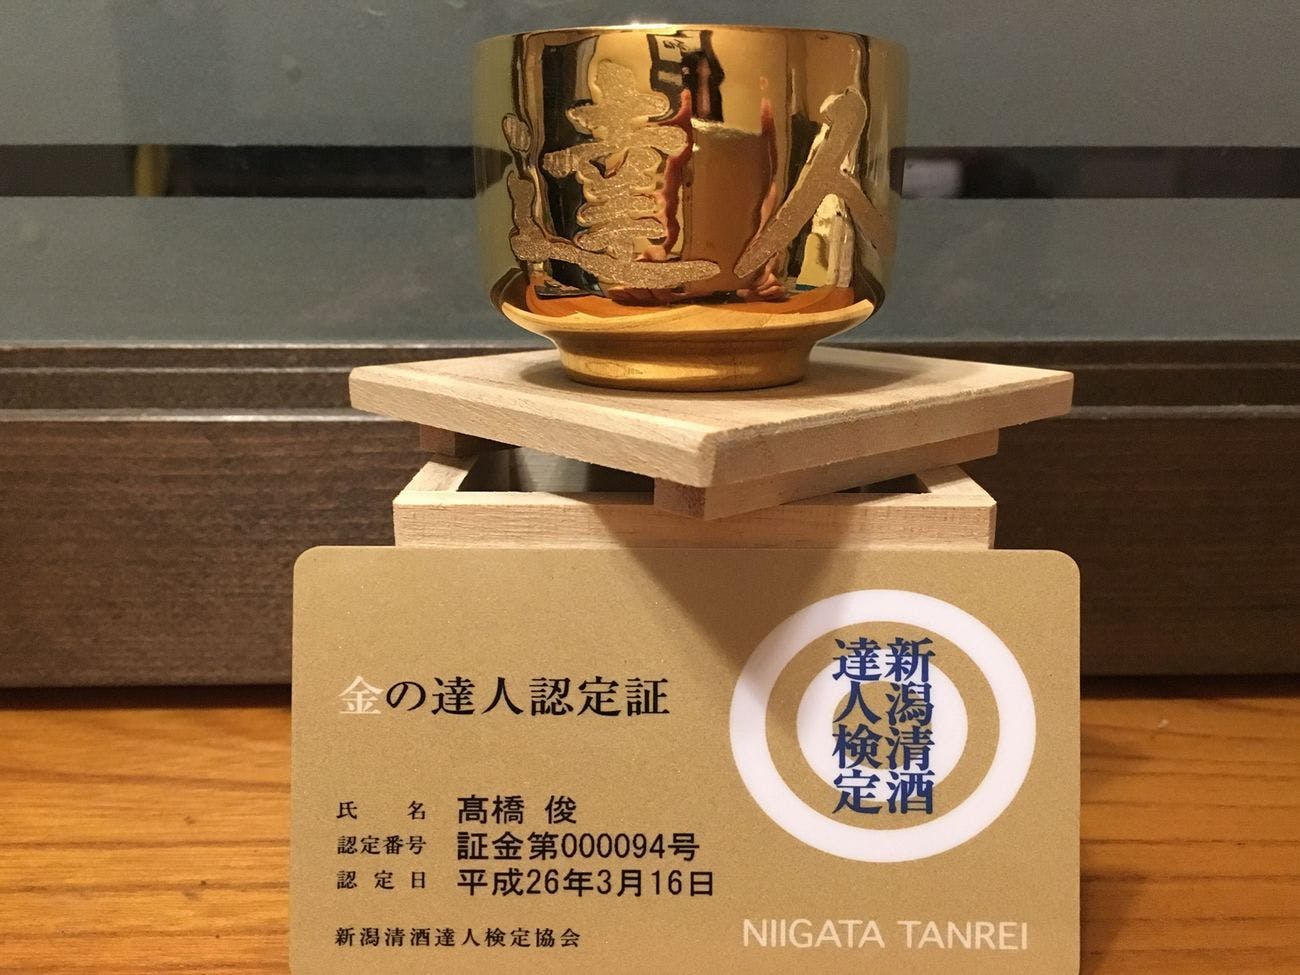 達人
金の達人認定証
新潟清酒
達人検定
氏名 髙橋 俊
認定番号 証金第000094号
認定日 平成26年3月16日
新潟清酒達人検定協会
NIIGATA TANREI